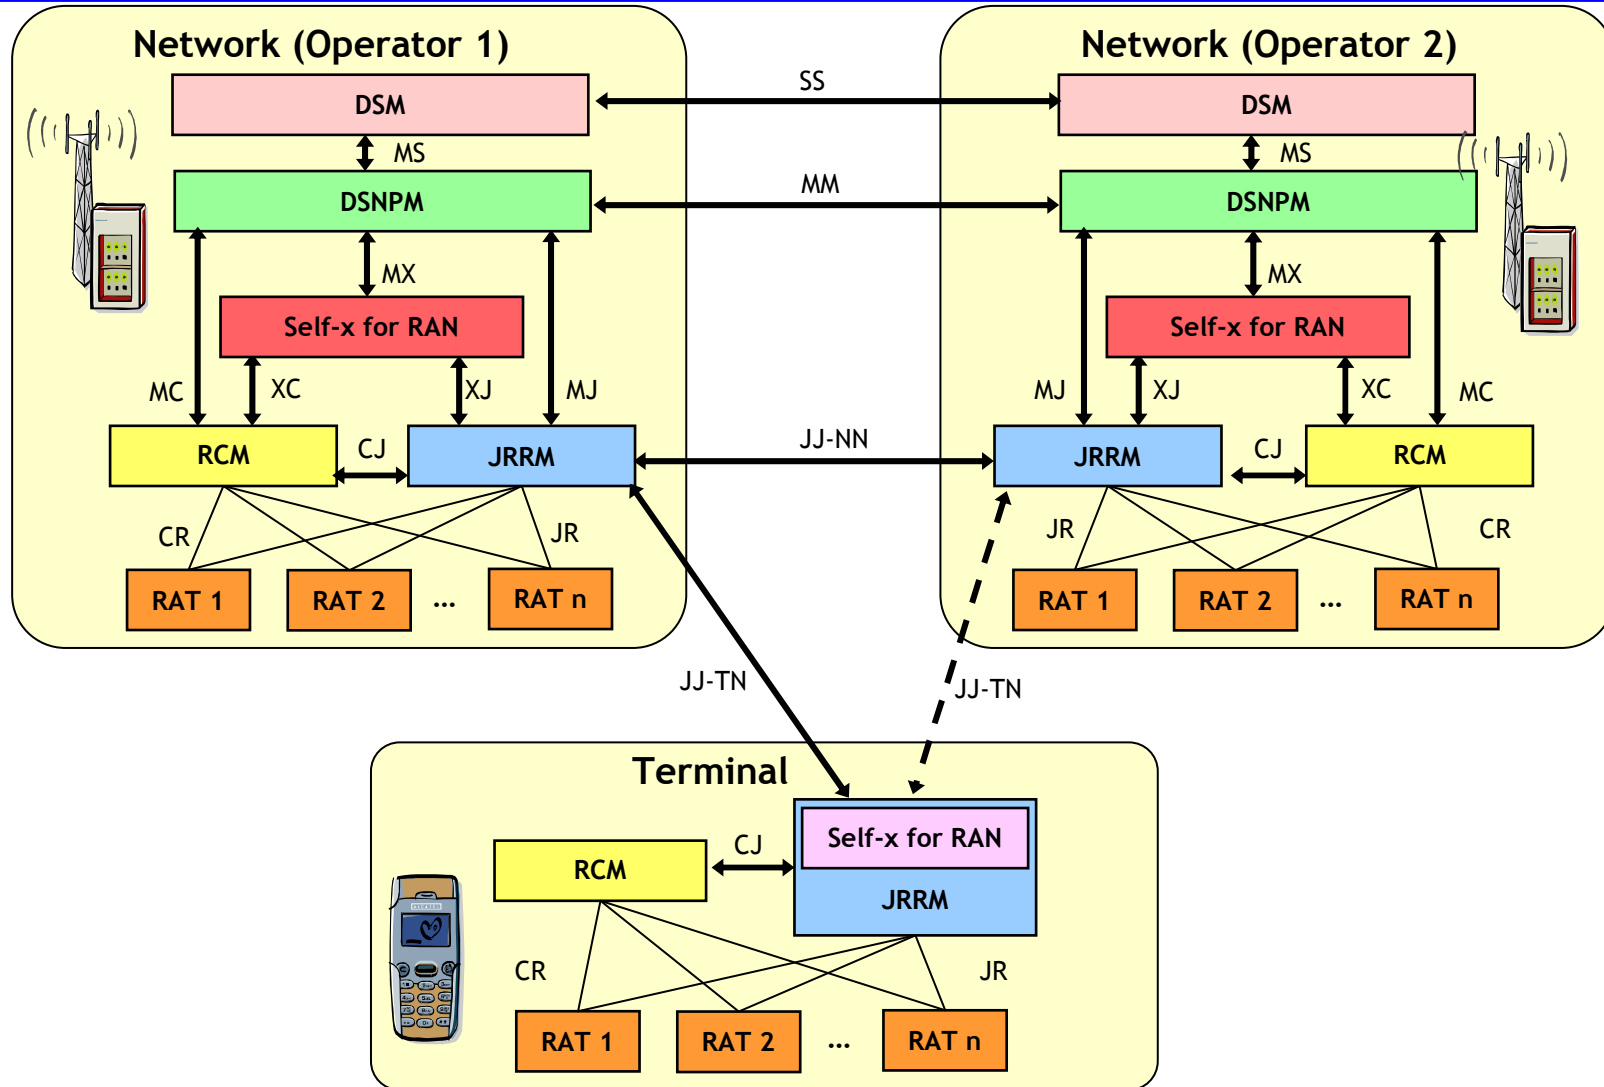 Network (Operator 1)
DSM
MS
DSNPM
MX
Self-x for RAN
MC
XC
XJ
MJ
RCM
CJ
JRRM
CR
JR
RAT 1
RAT 2
...
RAT n
SS
MM
JJ-NN
JJ-TN
JJ-TN
Network (Operator 2)
DSM
MS
DSNPM
MX
Self-x for RAN
MJ
XJ
XC
MC
JRRM
CJ
RCM
JR
CR
RAT 1
RAT 2
...
RAT n
Terminal
Self-x for RAN
RCM
CJ
JRRM
CR
JR
RAT 1
RAT 2
...
RAT n